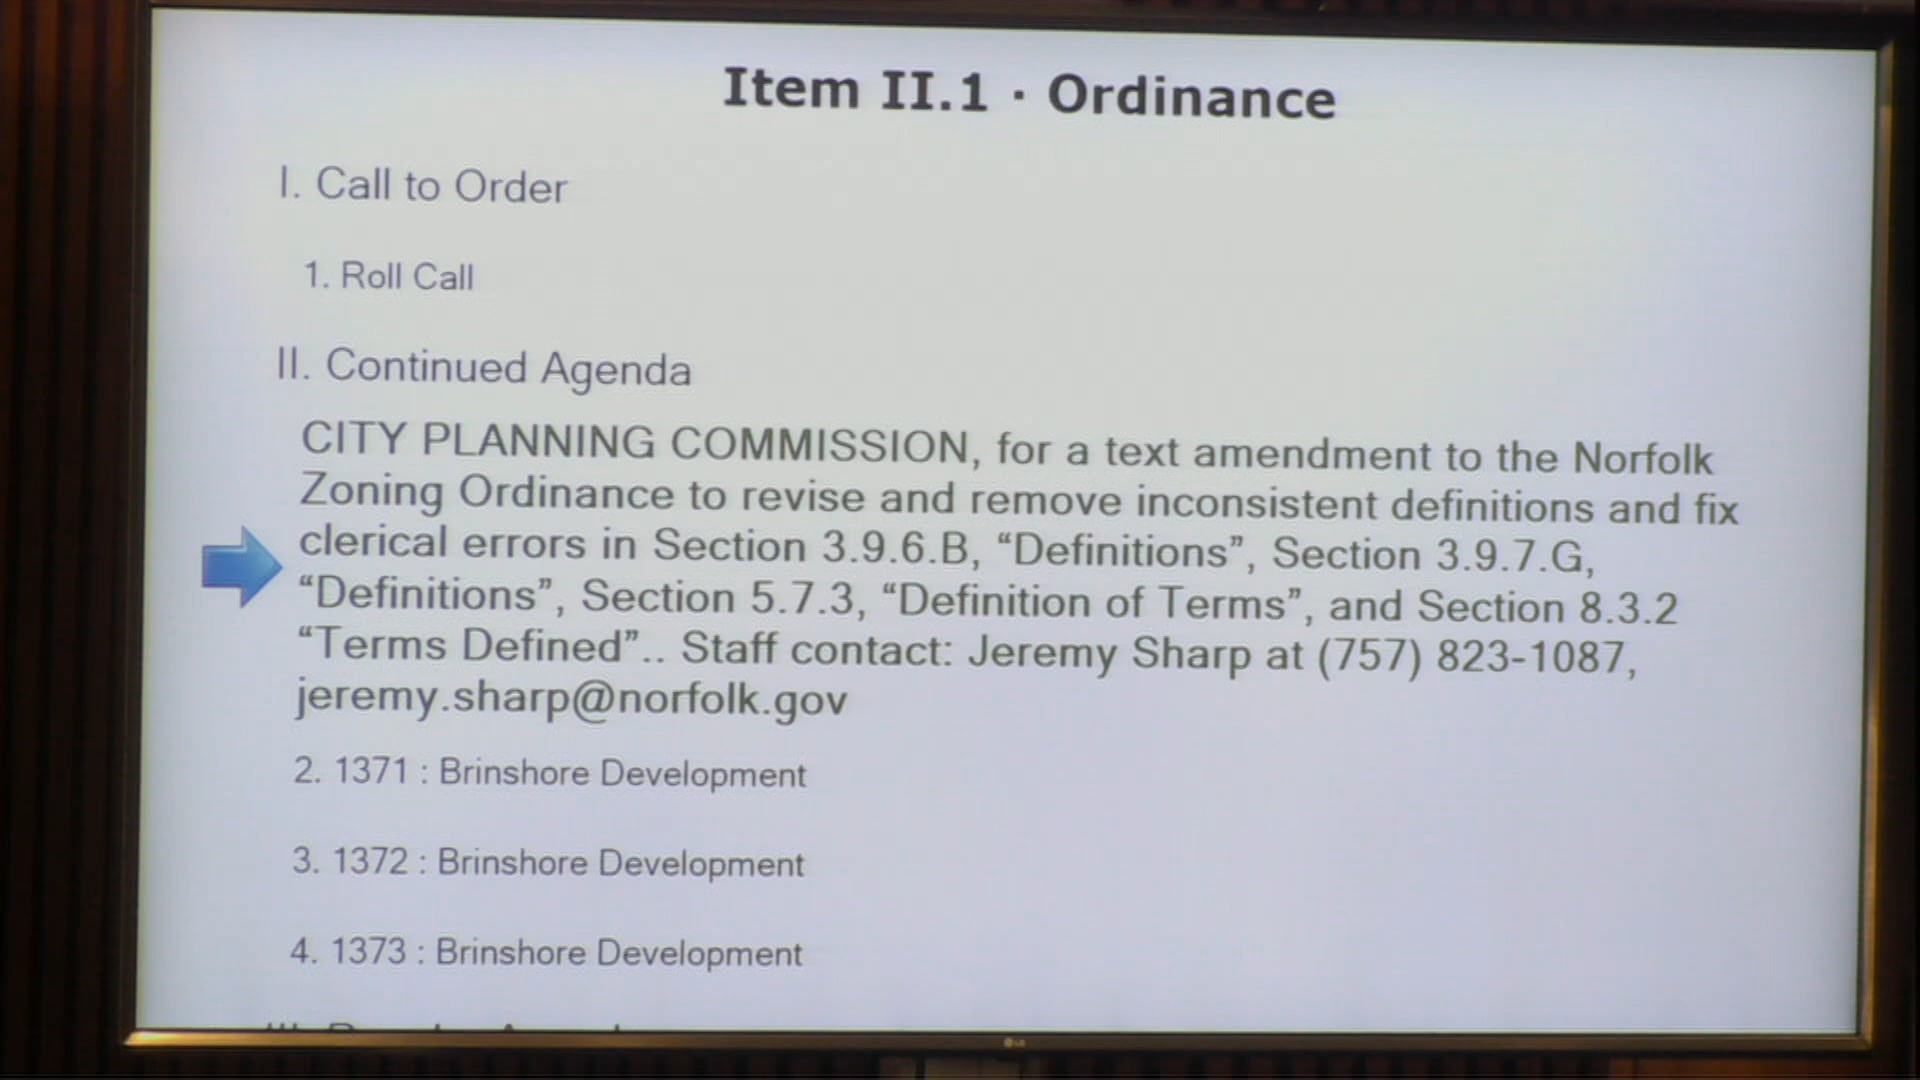 Item II.1 · Ordinance
I. Call to Order
1. Roll Call
II. Continued Agenda
CITY PLANNING COMMISSION, for a text amendment to the Norfolk
Zoning Ordinance to revise and remove inconsistent definitions and fix
clerical errors in Section 3.9.6.B, “Definitions”, Section 3.9.7.G,
“Definitions”, Section 5.7.3, “Definition of Terms”, and Section 8.3.2
“Terms Defined”.. Staff contact: Jeremy Sharp at (757) 823-1087,
jeremy.sharp@norfolk.gov
2. 1371 : Brinshore Development
3. 1372 : Brinshore Development
4. 1373 : Brinshore Development
LG